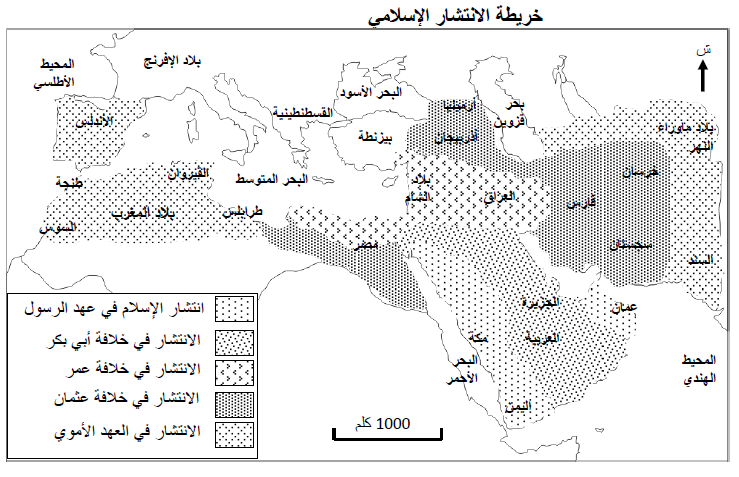 خريطة الانتشار الإسلامي
المحيط
الأطلسي
بلاد الإفرنج
ش
البحر الأسود
القسطنطينية
أرمينيا
بحر
قزوين
أذربيجان
بيزنطة
بلاد ماوراء
النهر
الأندلس
خرسان
طنجة
القيروان
البحر المتوسط
بلاد
الشام
العراق
فارس
السوس
بلاد المغرب
طرابلس
مصر
سجستان
السند
الجزيرة
العربية
عمان
مكة
البحر
الأحمر
المحيط
الهندي
اليمن
انتشار الإسلام في عهد الرسول
الانتشار في خلافة أبي بكر
الانتشار في خلافة عمر
الانتشار في خلافة عثمان
الانتشار في العهد الأموي
1000 كلم